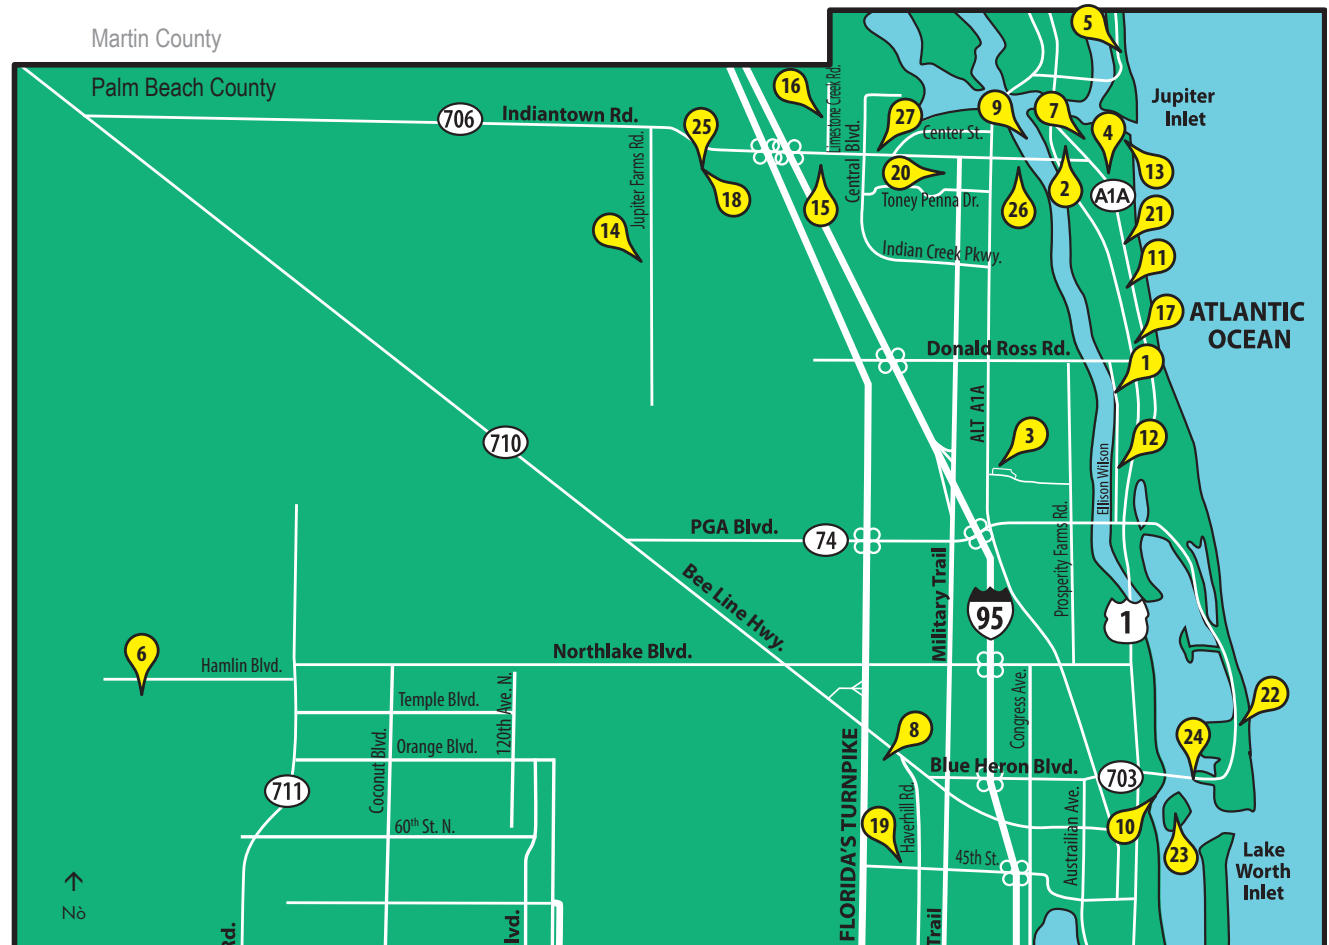 Martin County
Palm Beach County
5
16
Limestone Creek Rd.
9
7
Jupiter
Inlet
706
Indiantown Rd.
25
27
Center St.
4
Central Blvd.
13
Jupiter Farms Rd.
18
15
20
Toney Penna Dr.
26
2
A1A
21
14
Indian Creek Pkwy.
11
17
ATLANTIC
OCEAN
Donald Ross Rd.
1
ALT A1A
3
12
710
Ellison Wilson
PGA Blvd.
74
Prosperity Farms Rd.
Bee Line Hwy.
Military Trail
95
1
6
Hamlin Blvd.
Northlake Blvd.
Temple Blvd.
120th Ave. N.
Congress Ave.
22
Orange Blvd.
Coconut Blvd.
8
24
Blue Heron Blvd.
703
711
FLORIDA'S TURNPIKE
Haverhill Rd.
Austrailian Ave.
60th St. N.
19
10
45th St.
23
Lake
Worth
Inlet
Nò
Rd.
lvd.
Trail